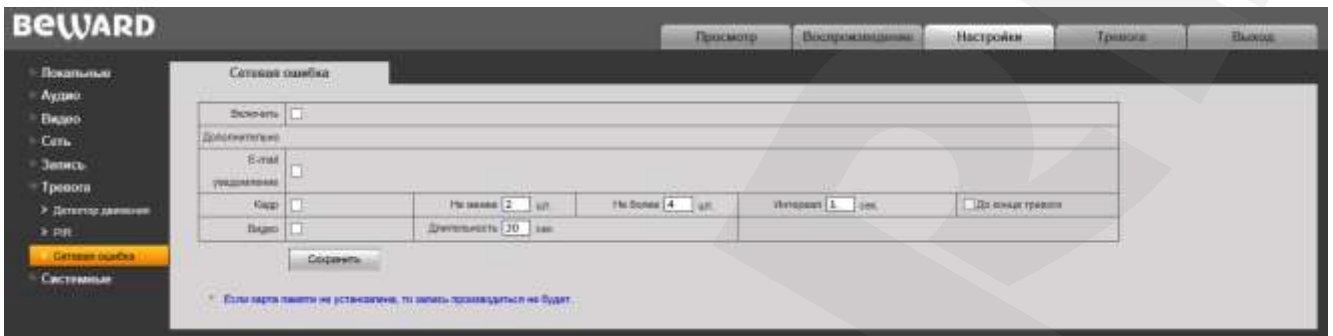 BEWARD
Просмотр Воспроизведение Настройки Тревога Выход
Локальные
Аудио
Видео
Сеть
Запись
Тревога
Детектор движения
PIR
Сетевая ошибка
Системные
Сетевая ошибка
Включить
Дополнительно
E-mail
уведомление
Кадр Не менее 2 шт. Не более 4 шт. Интервал 1 сек. До конца тревоги
Видео Длительность 30 сек.
Сохранить
* Если карта памяти не установлена, то запись производиться не будет.